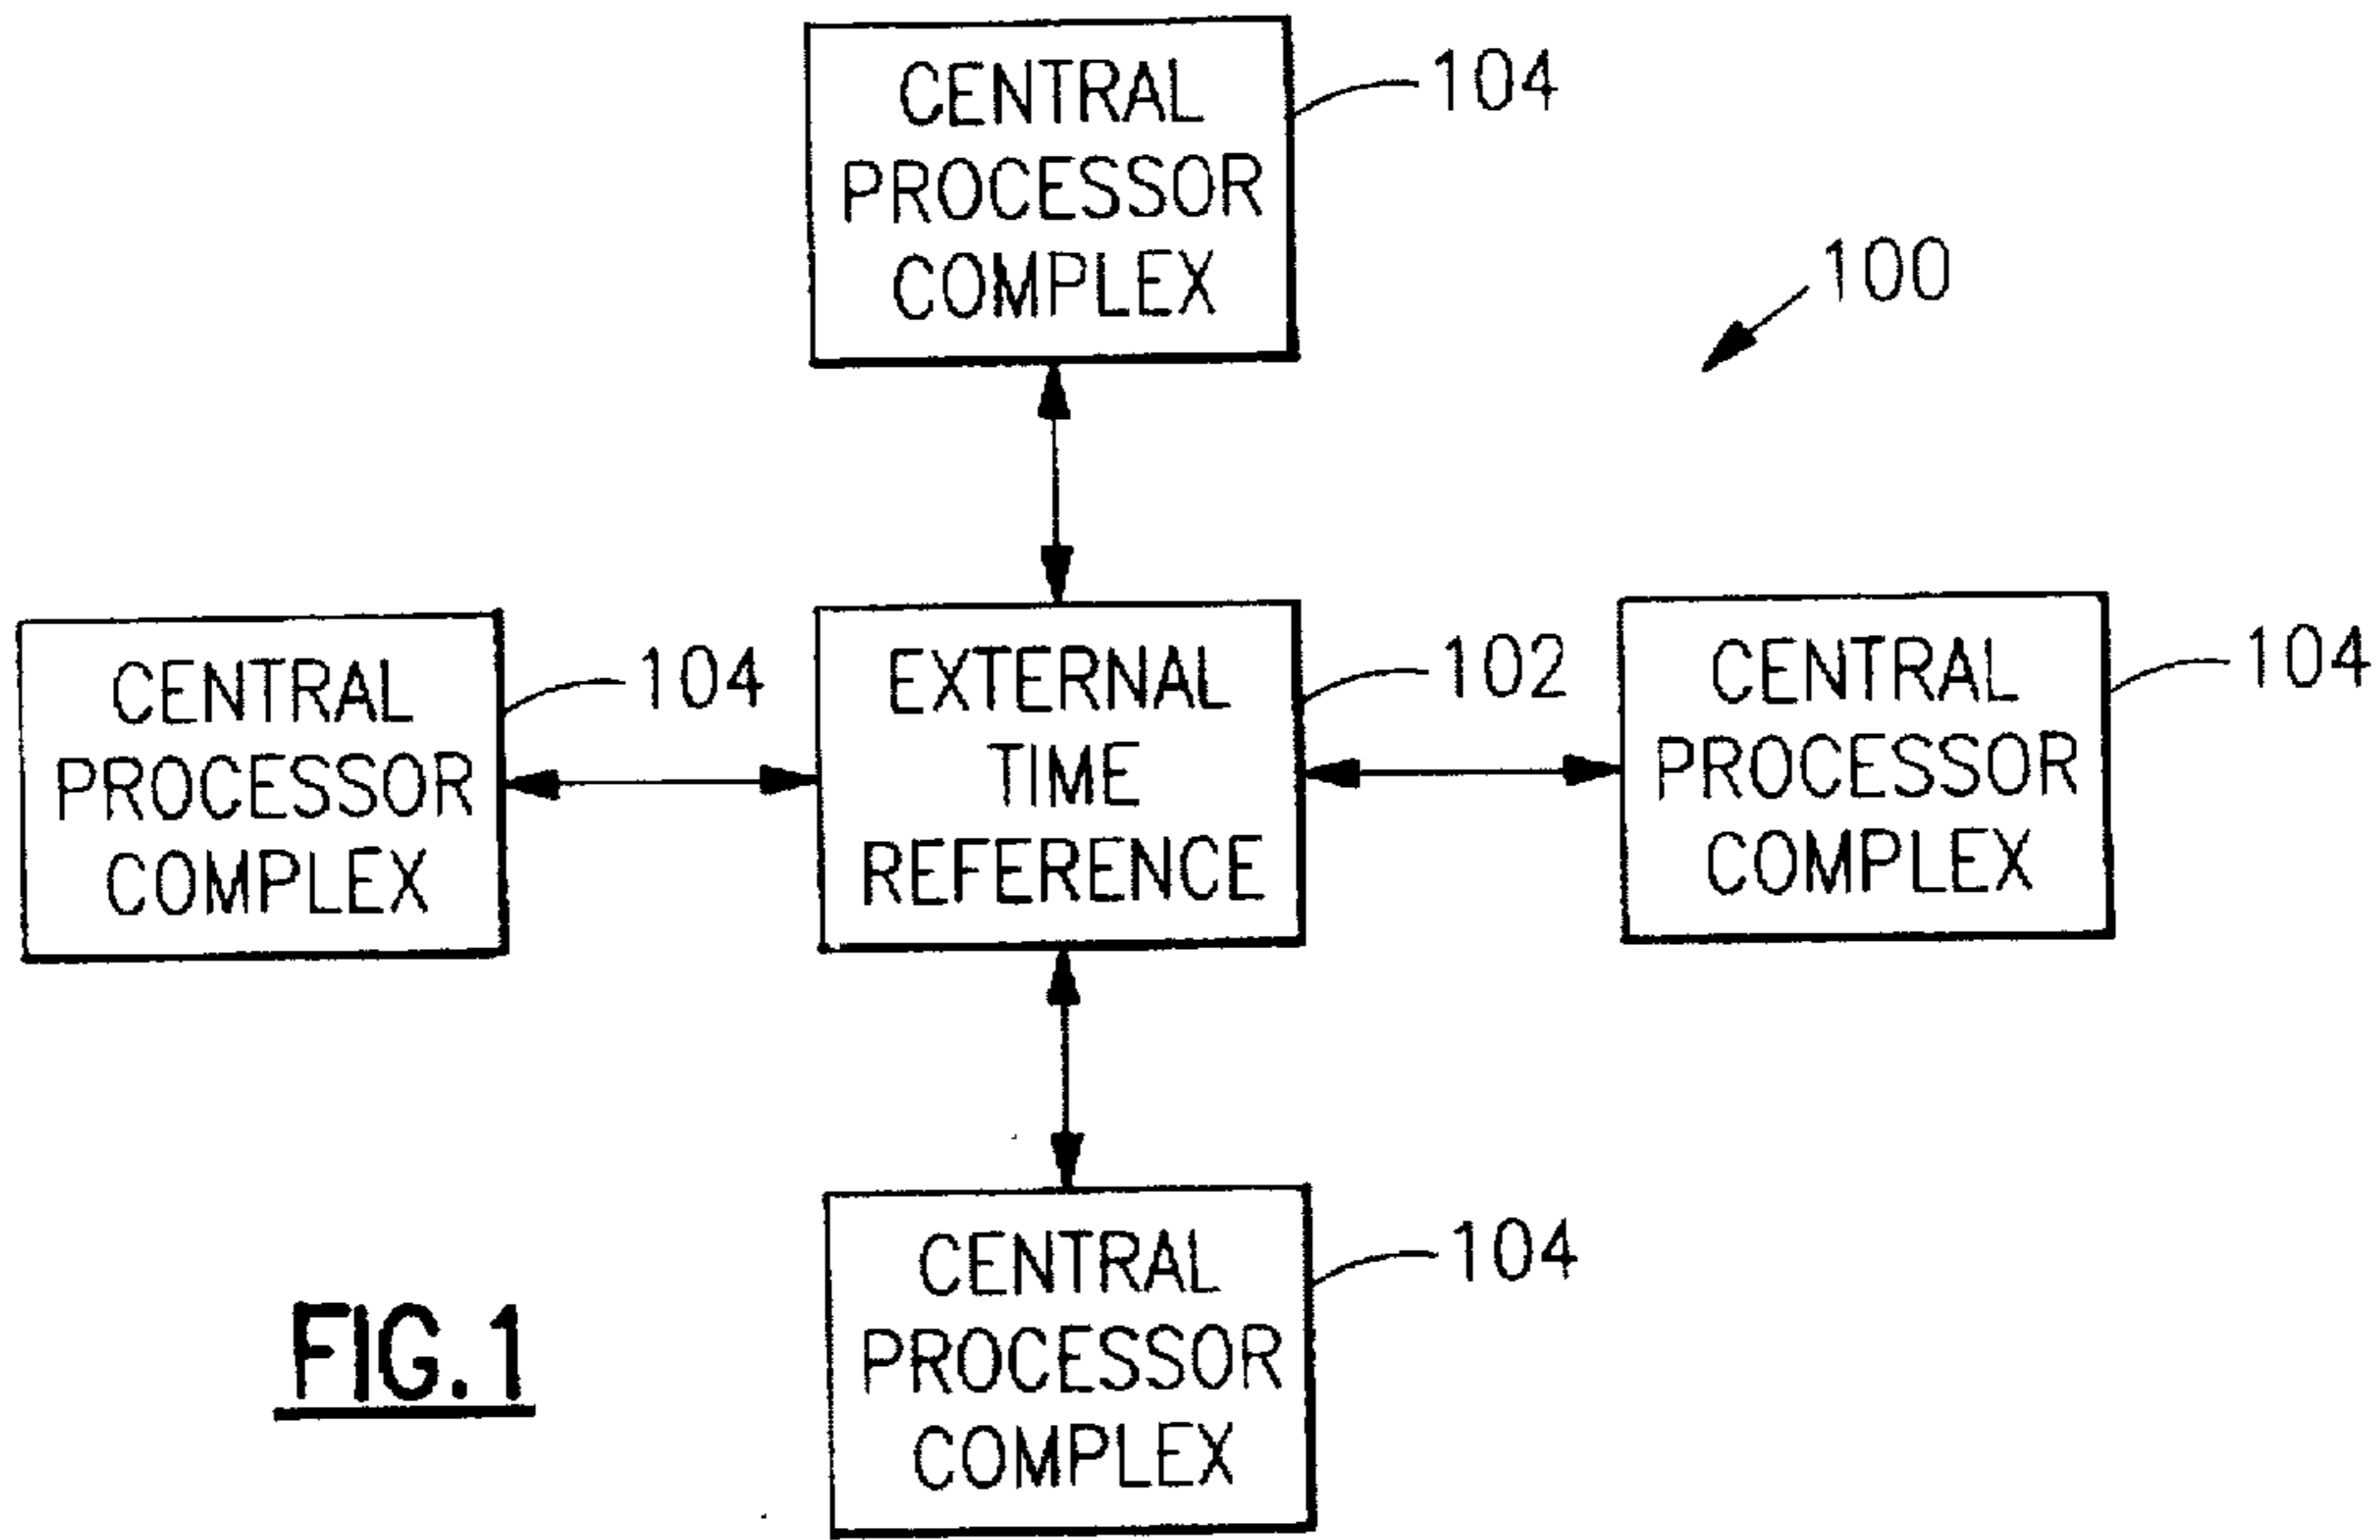 CENTRAL
PROCESSOR
COMPLEX
104
100
CENTRAL
PROCESSOR
COMPLEX
104
EXTERNAL
TIME
REFERENCE
102
CENTRAL
PROCESSOR
COMPLEX
104
CENTRAL
PROCESSOR
COMPLEX
104
FIG.1